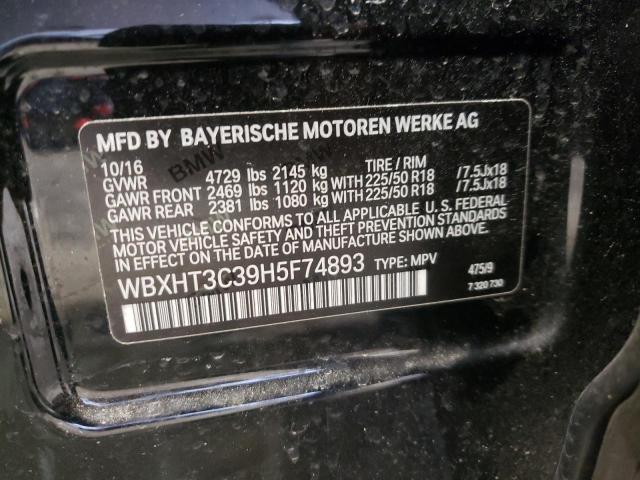 MFD BY BAYERISCHE MOTOREN WERKE AG
10/16
GVWR 4729 lbs 2145 kg TIRE / RIM
GAWR FRONT 2469 lbs 1120 kg WITH 225/50 R18 /7.5Jx18
GAWR REAR 2381 lbs 1080 kg WITH 225/50 R18 /7.5Jx18
THIS VEHICLE CONFORMS TO ALL APPLICABLE U.S. FEDERAL
MOTOR VEHICLE SAFETY AND THEFT PREVENTION STANDARDS
IN EFFECT ON THE DATE OF MANUFACTURE SHOWN ABOVE.
WBXHT3C39H5F74893 TYPE: MPV 475/9
7 320 730